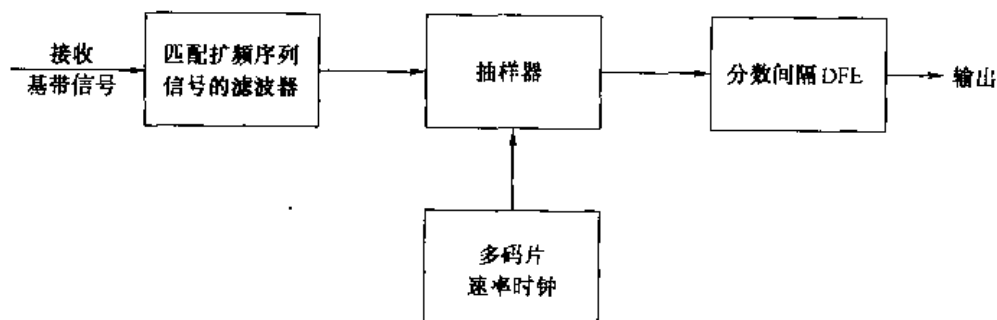 接收
基带信号
匹配扩频序列
信号的滤波器
抽样器
分数间隔DFE
输出
多码片
速率时钟